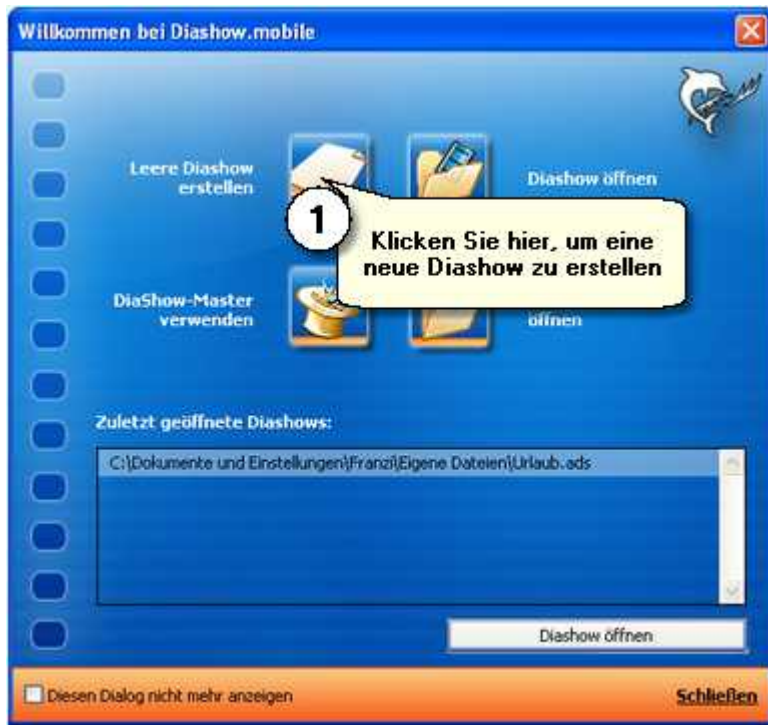 Willkommen bei Diashow.mobile
Leere Diashow
erstellen
Diashow öffnen
1
Klicken Sie hier, um eine
neue Diashow zu erstellen
DiaShow-Master
verwenden
öffnen
Zuletzt geöffnete Diashows:
C:\Dokumente und Einstellungen\Franzi\Eigene Dateien\Urlaub.ads
Diashow öffnen
Diesen Dialog nicht mehr anzeigen
Schließen